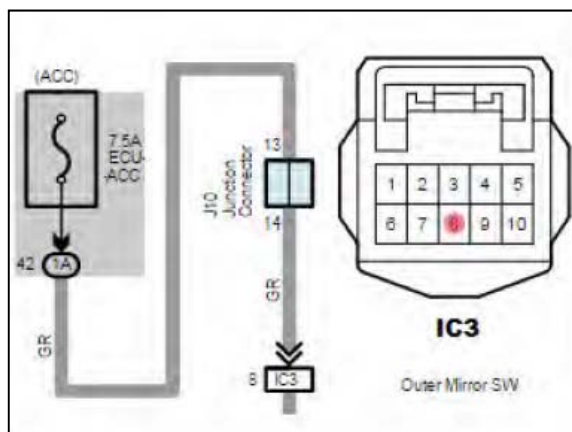 (ACC)
7.5A
ECU-
-ACC
42 1A
GR
13
J10
Junction
Connector
14
GR
8 IC3
1 2 3 4 5
6 7 8 9 10
IC3
Outer Mirror SW